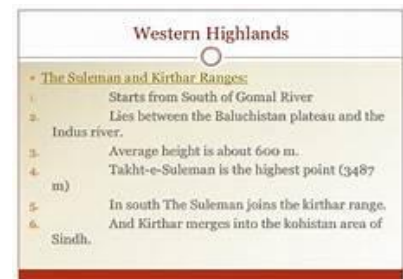 Western Highlands
• The Suleman and Kirthar Ranges:
1. Starts from South of Gomal River
2. Lies between the Baluchistan plateau and the
Indus river.
3. Average height is about 600 m.
4. Takht-e-Suleman is the highest point (3487
m)
5. In south The Suleman joins the kirthar range.
6. And Kirthar merges into the kohistan area of
Sindh.